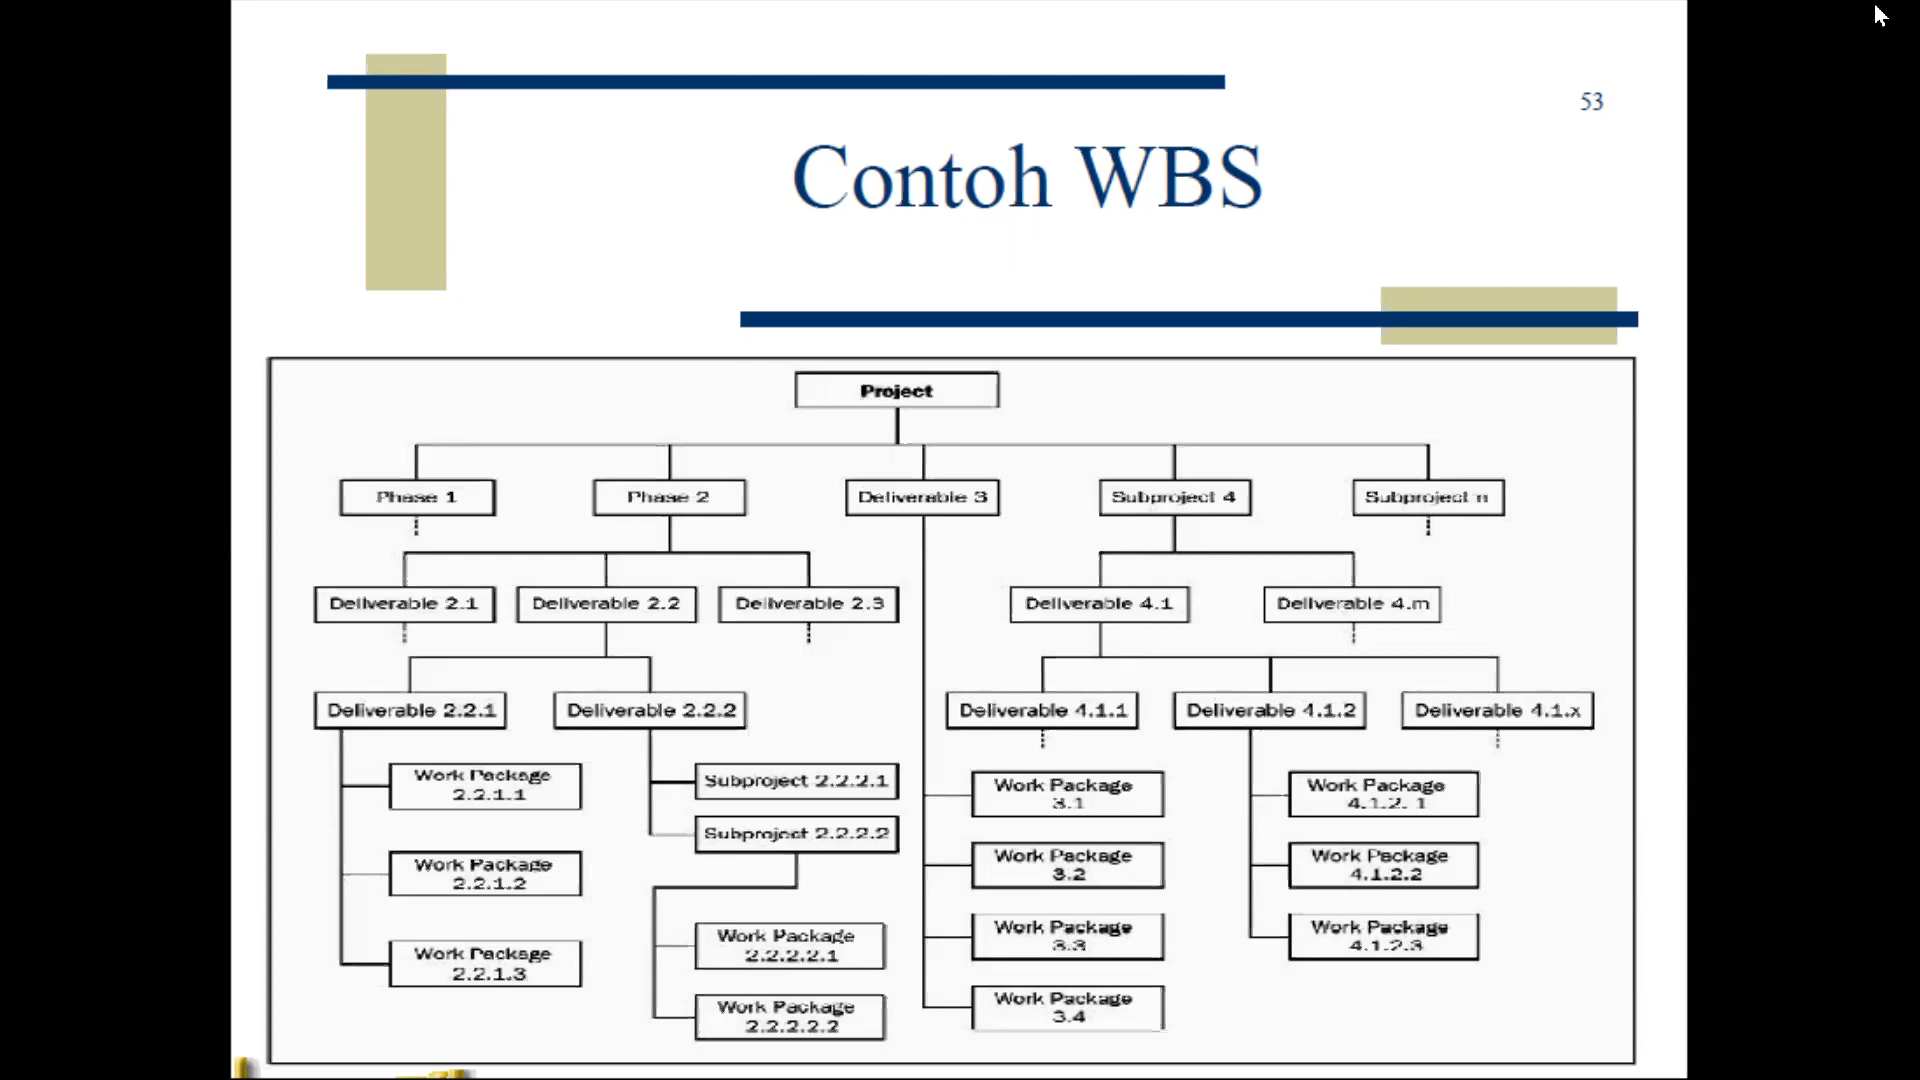 53
Contoh WBS
Project
Phase 1
Phase 2
Deliverable 3
Subproject 4
Subproject n
Deliverable 2.1
Deliverable 2.2
Deliverable 2.3
Deliverable 4.1
Deliverable 4.m
Deliverable 2.2.1
Deliverable 2.2.2
Deliverable 4.1.1
Deliverable 4.1.2
Deliverable 4.1.x
Work Package
2.2.1.1
Work Package
2.2.1.2
Work Package
2.2.1.3
Subproject 2.2.2.1
Subproject 2.2.2.2
Work Package
2.2.2.2.1
Work Package
2.2.2.2.2
Work Package
3.1
Work Package
3.2
Work Package
3.3
Work Package
3.4
Work Package
4.1.2.1
Work Package
4.1.2.2
Work Package
4.1.2.3